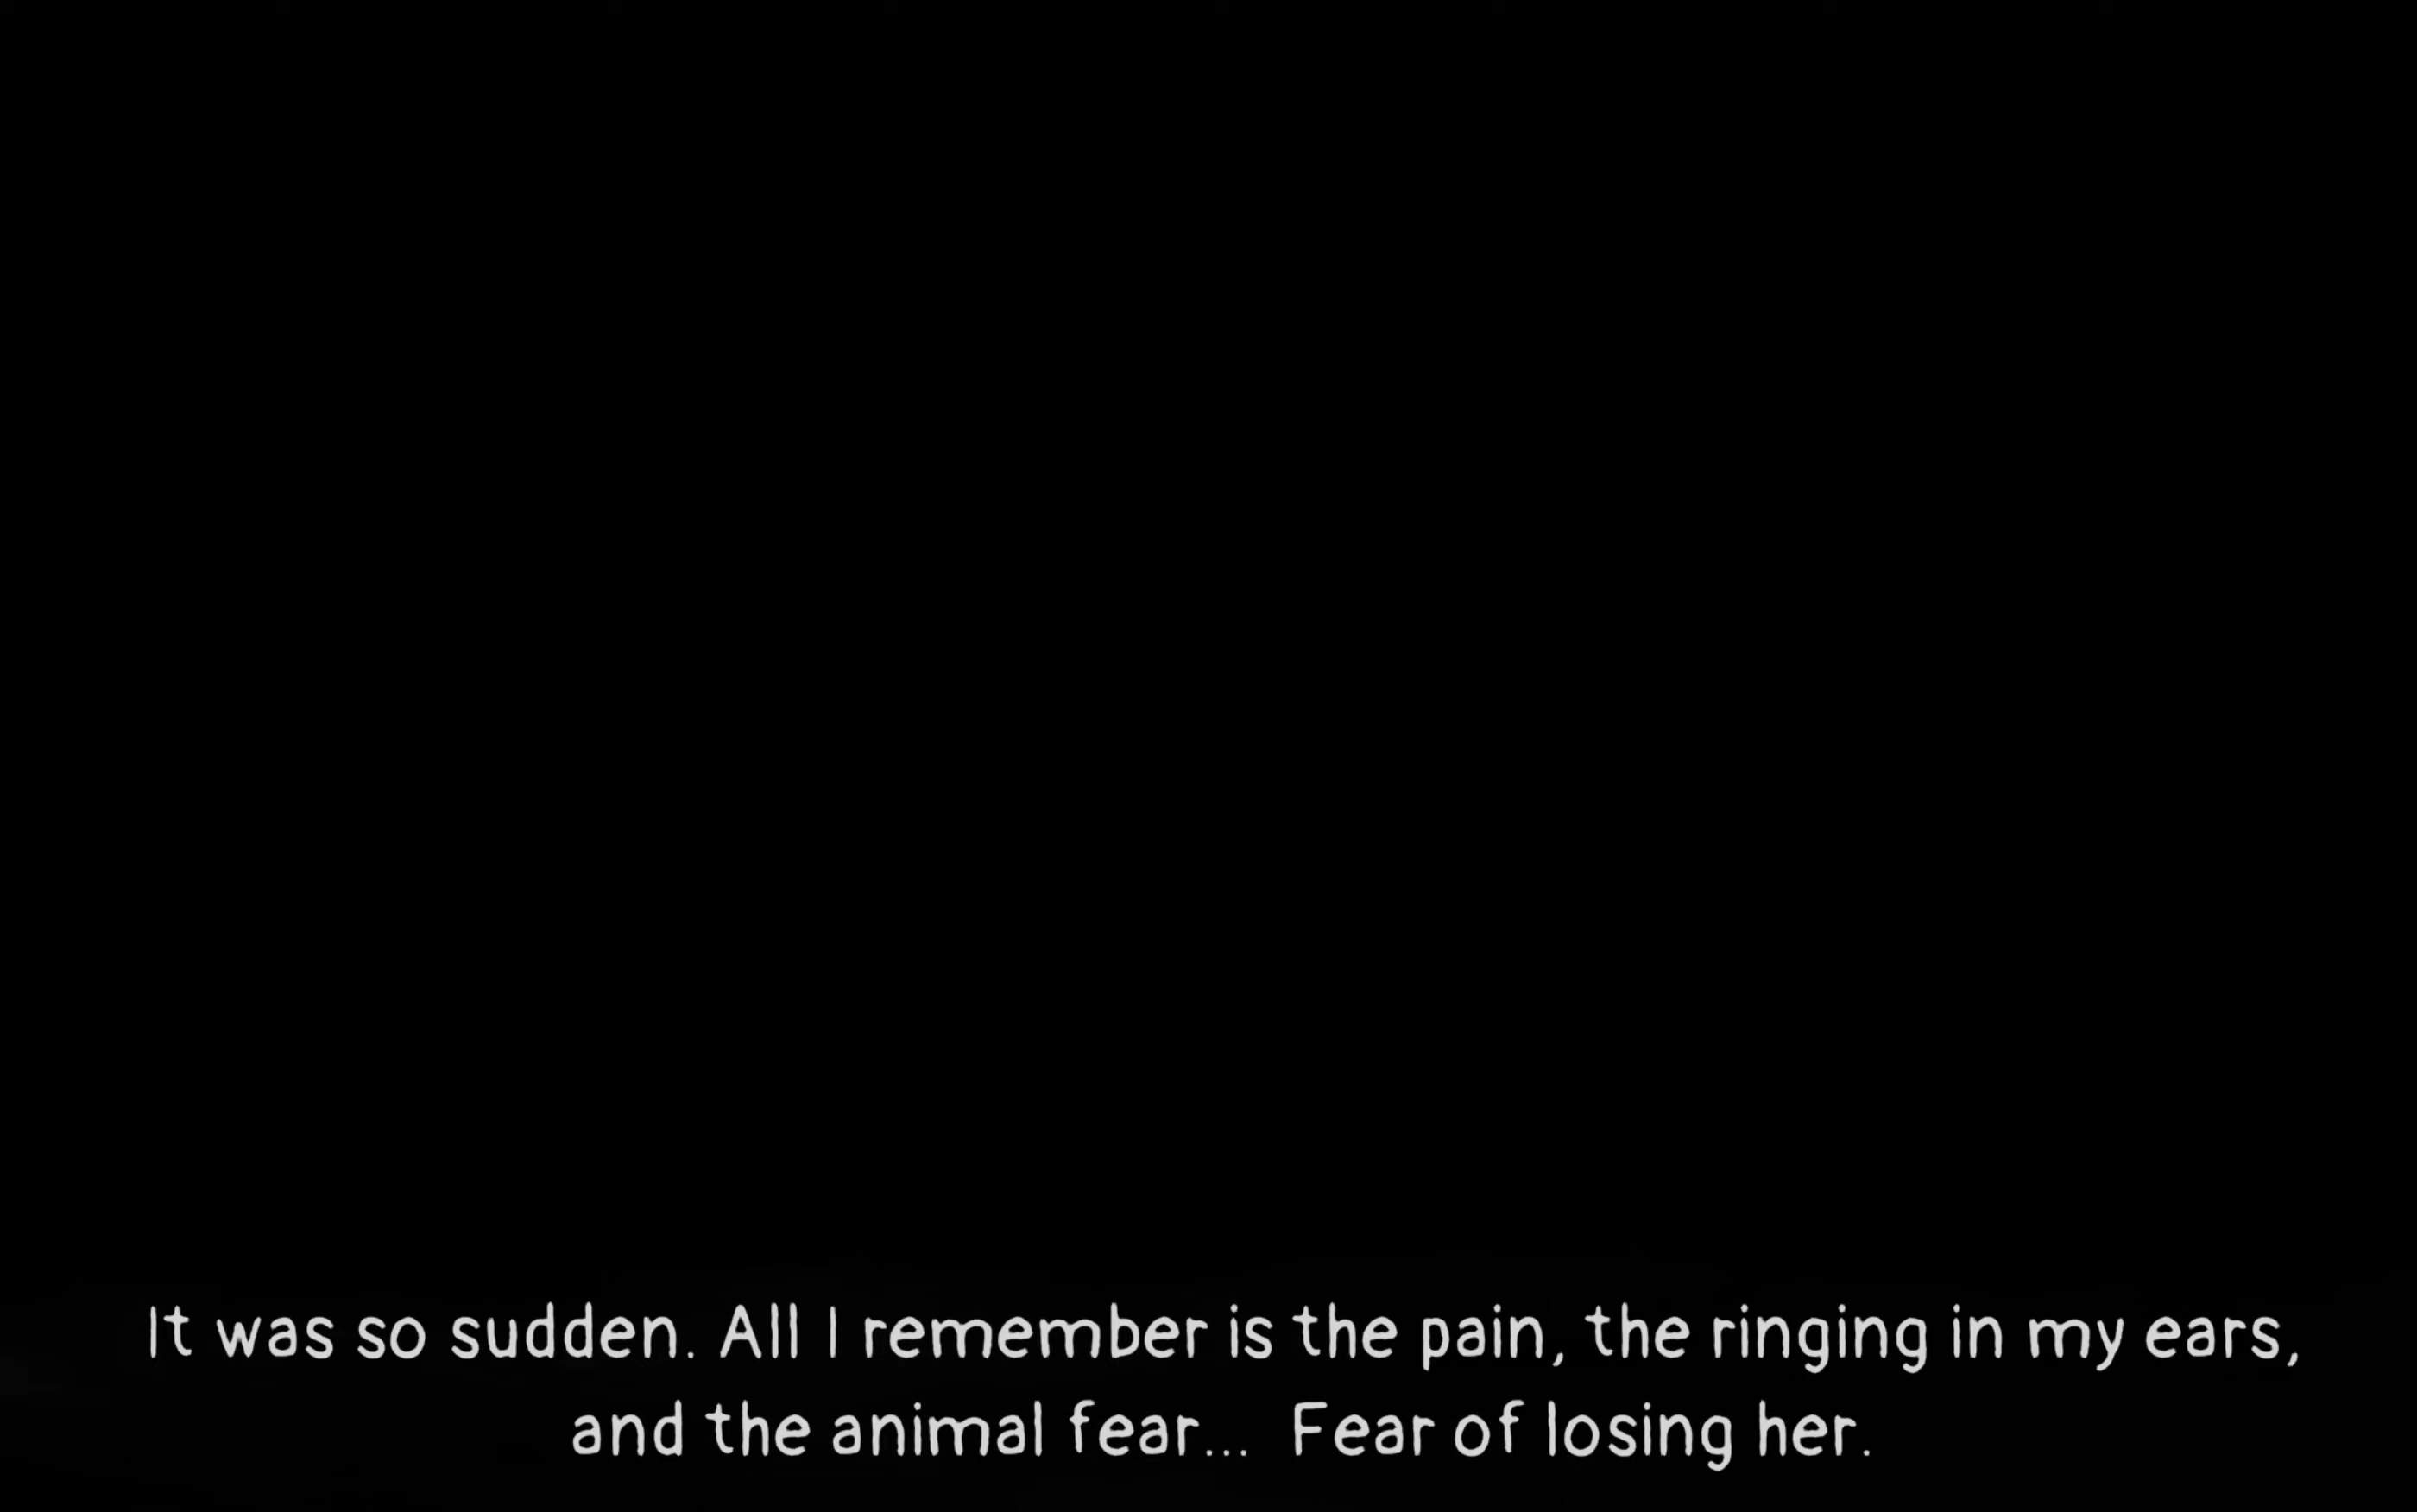 It was so sudden. All I remember is the pain, the ringing in my ears,
and the animal fear... Fear of losing her.